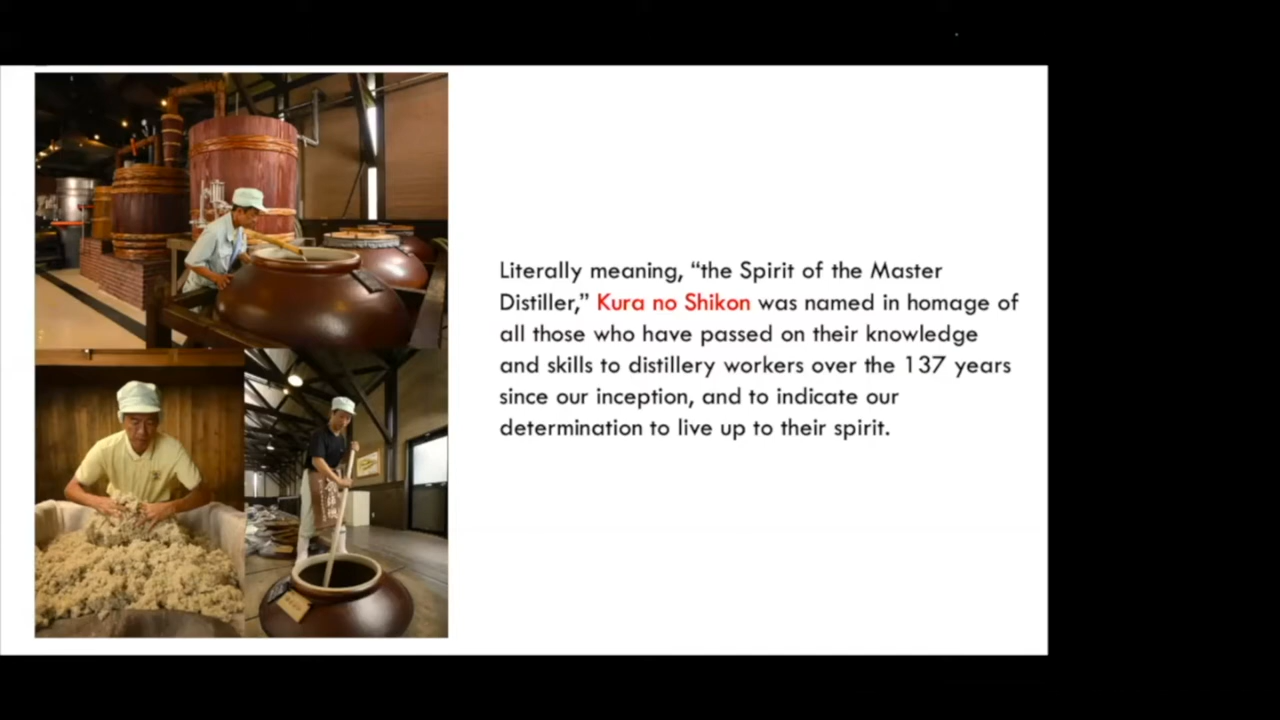 Literally meaning, “the Spirit of the Master
Distiller,” Kura no Shikon was named in homage of
all those who have passed on their knowledge
and skills to distillery workers over the 137 years
since our inception, and to indicate our
determination to live up to their spirit.